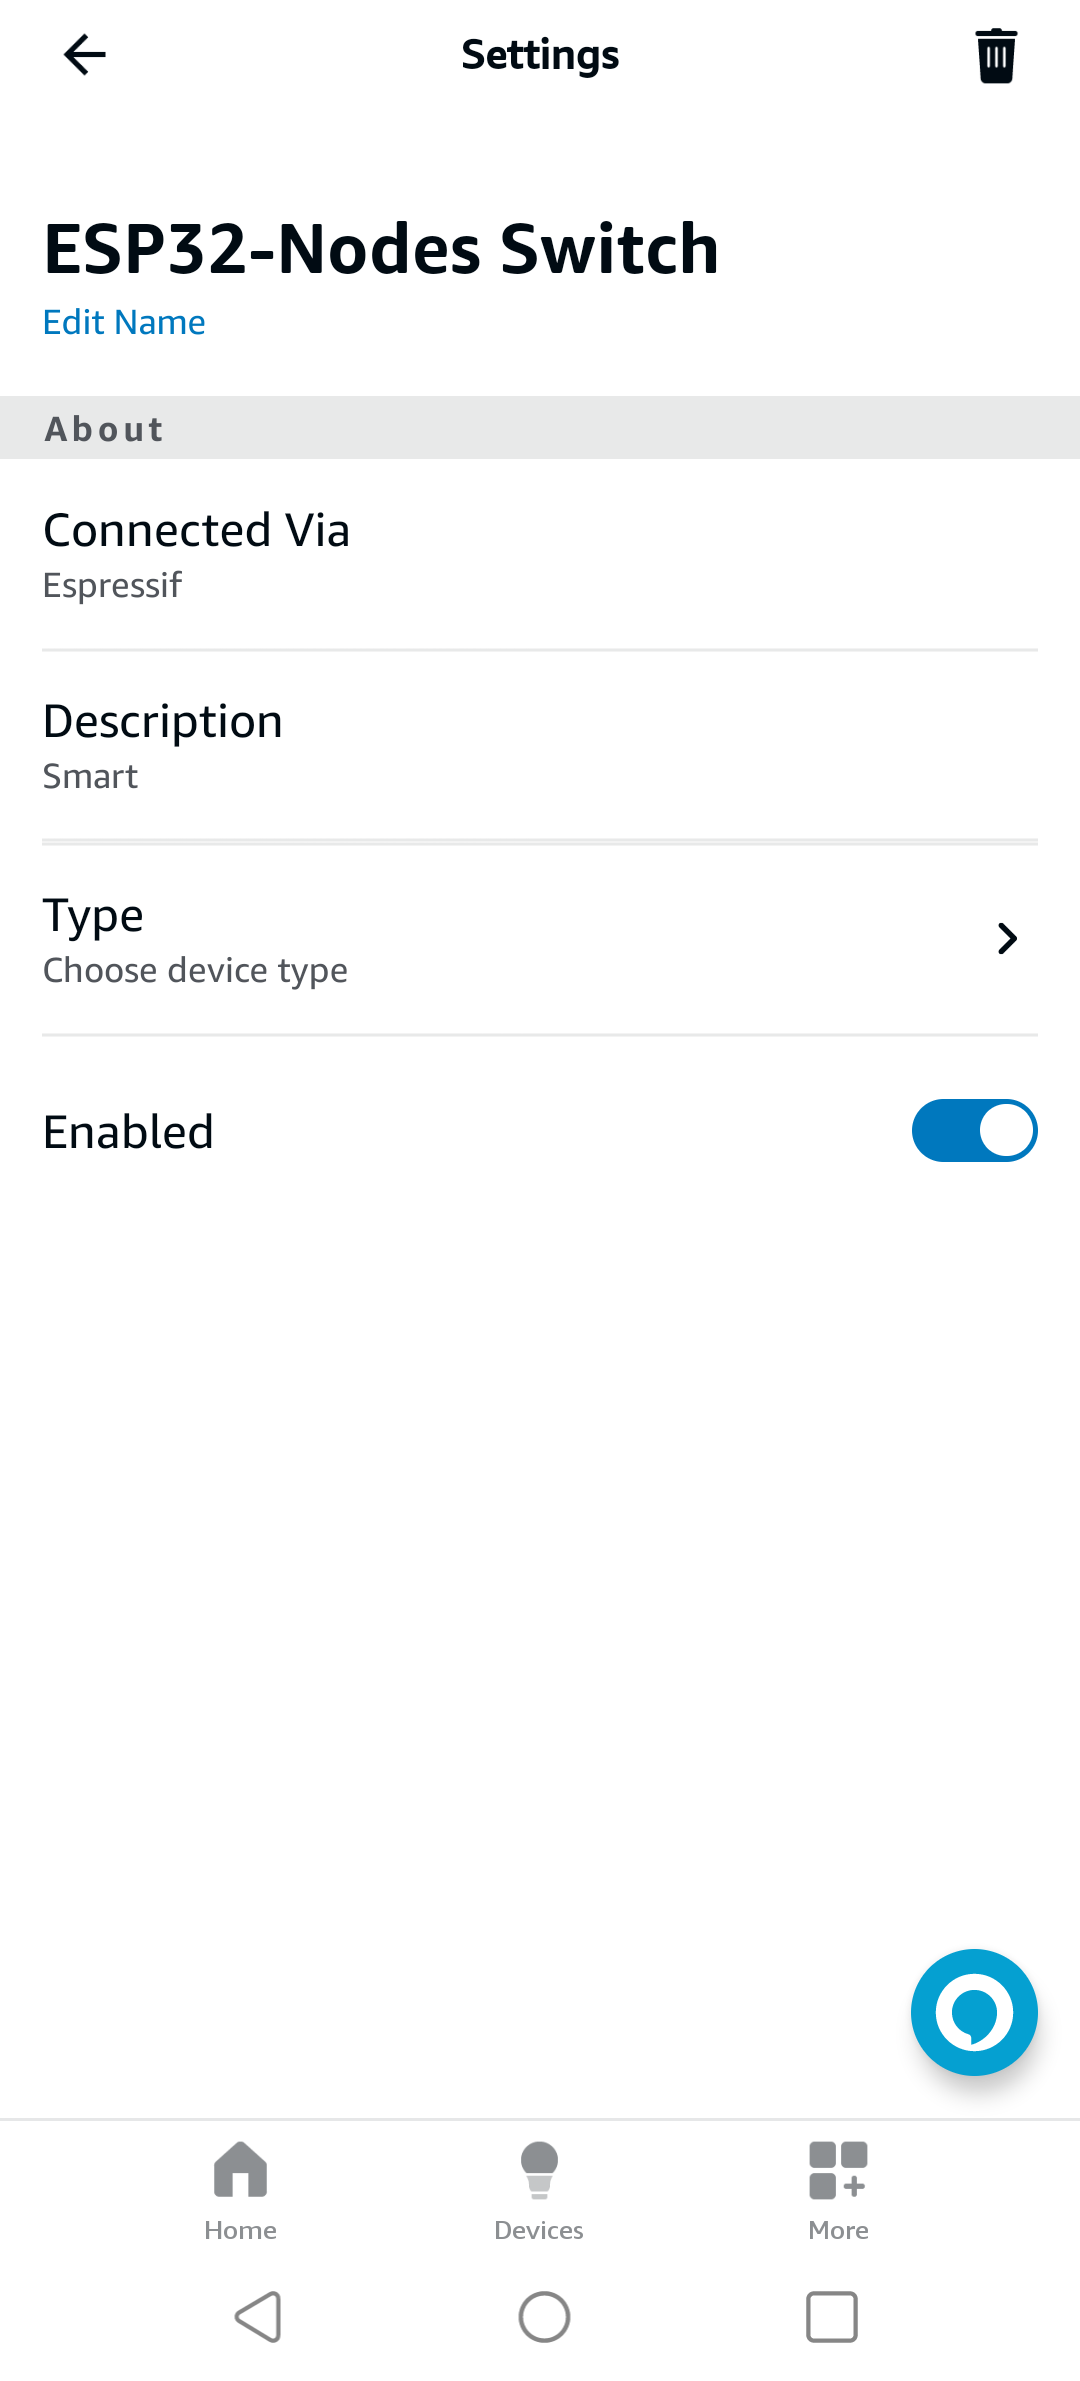 Settings
ESP32-Nodes Switch
Edit Name
About
Connected Via
Espressif
Description
Smart
Type
Choose device type
Enabled
Home
Devices
More